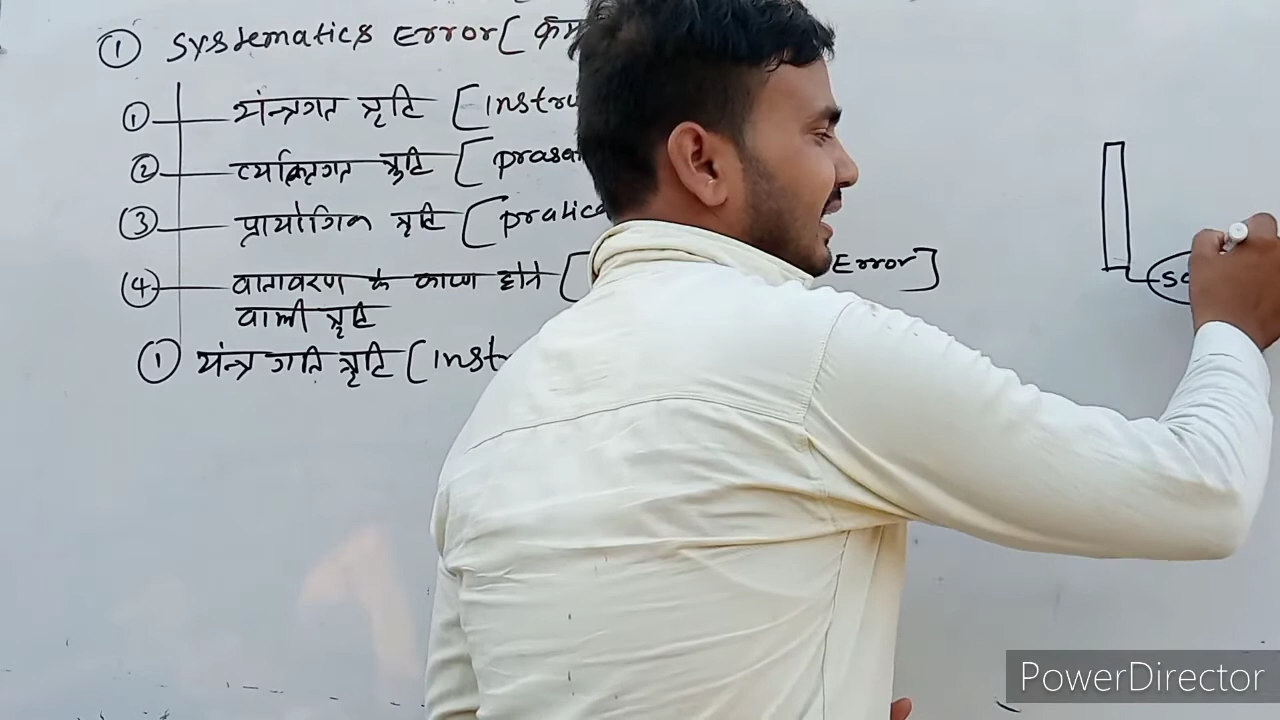 ① Systematics Error [ क्रम
① यंन्त्रगत त्रृटि [ Instru
② व्यक्तिगत त्रुटि [ prasa
③ प्रायोगिक त्रृटि [ pratica
④ वातावरण के कारण होने [ Error ]
वाली त्रृटि
① यंन्त्र गति त्रृटि [ Inst
PowerDirector